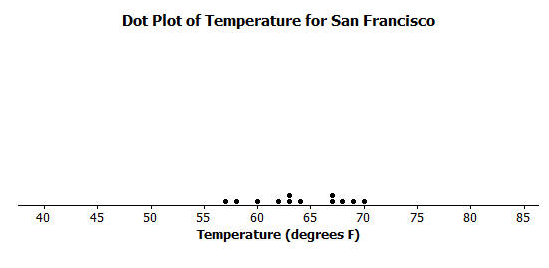 Dot Plot of Temperature for San Francisco
40 45 50 55 60 65 70 75 80 85
Temperature (degrees F)